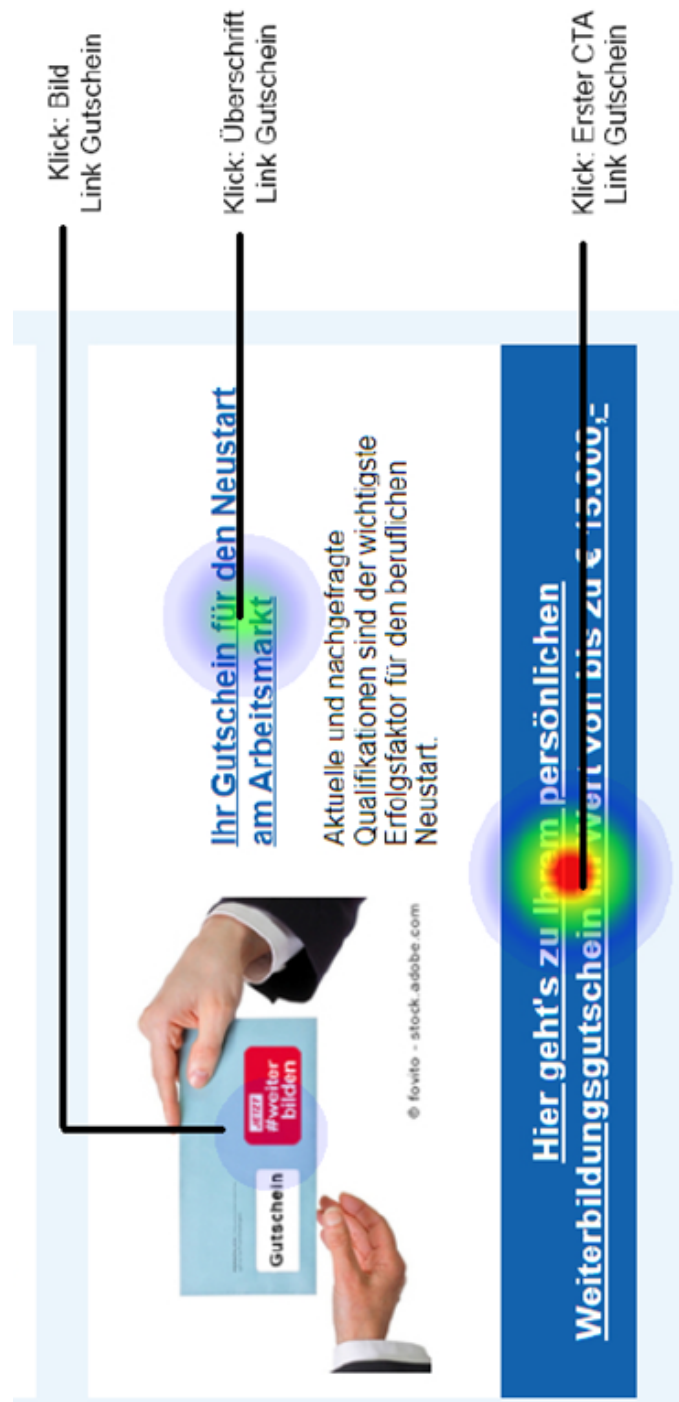 Klick: Bild
Link Gutschein
Klick: Überschrift
Link Gutschein
Klick: Erster CTA
Link Gutschein
Ihr Gutschein für den Neustart
am Arbeitsmarkt
Aktuelle und nachgefragte
Qualifikationen sind der wichtigste
Erfolgsfaktor für den beruflichen
Neustart.
JETZT
#weiter
bilden
Gutschein
© fovito - stock.adobe.com
Hier geht's zu Ihrem persönlichen
Weiterbildungsgutschein im Wert von bis zu € 15.000,-